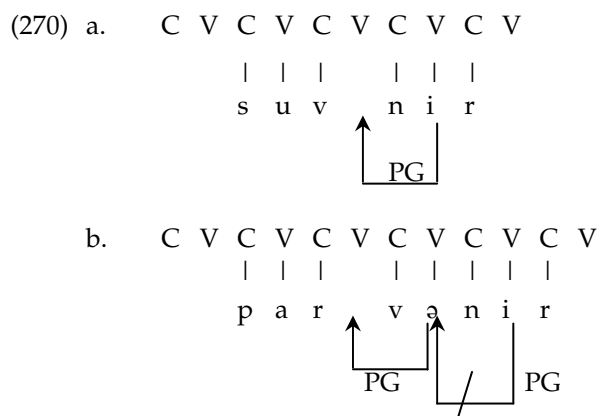 (270) a. C V C V C V C V C V
s u v n i r
PG
b. C V C V C V C V C V C V
p a r v ə n i r
PG PG